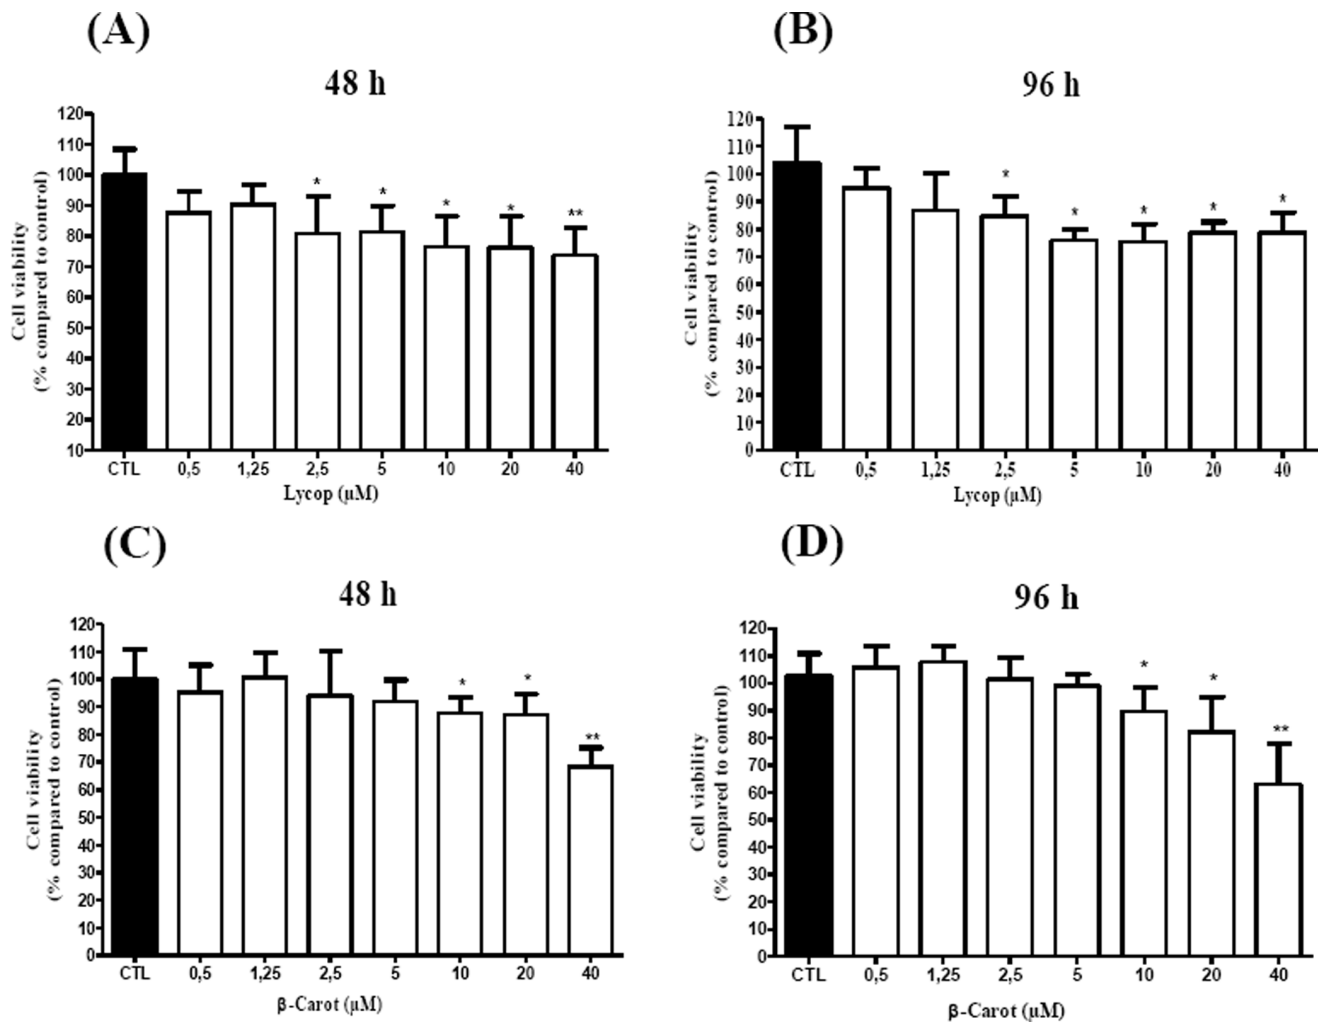 (A)
48 h
Cell viability
(% compared to control)
120
110
100
90
80
70
60
50
40
30
20
10
*
*
*
*
**
CTL 0,5 1,25 2,5 5 10 20 40
Lycop (µM)
(B)
96 h
Cell viability
(% compared to control)
120
110
100
90
80
70
60
50
40
30
20
10
0
*
*
*
*
*
CTL 0,5 1,25 2,5 5 10 20 40
Lycop (µM)
(C)
48 h
Cell viability
(% compared to control)
120
110
100
90
80
70
60
50
40
30
20
10
0
*
*
**
CTL 0,5 1,25 2,5 5 10 20 40
β-Carot (µM)
(D)
96 h
Cell viability
(% compared to control)
120
110
100
90
80
70
60
50
40
30
20
10
0
*
*
**
CTL 0,5 1,25 2,5 5 10 20 40
β-Carot (µM)